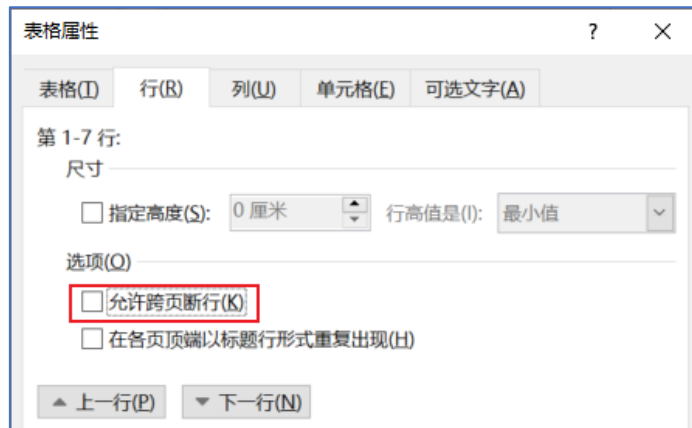 表格属性 ?
表格(T) 行(R) 列(U) 单元格(E) 可选文字(A)
第 1-7 行:
尺寸
指定高度(S): 0 厘米 行高值是(I): 最小值
选项(O)
允许跨页断行(K)
在各页顶端以标题行形式重复出现(H)
上一行(P) 下一行(N)